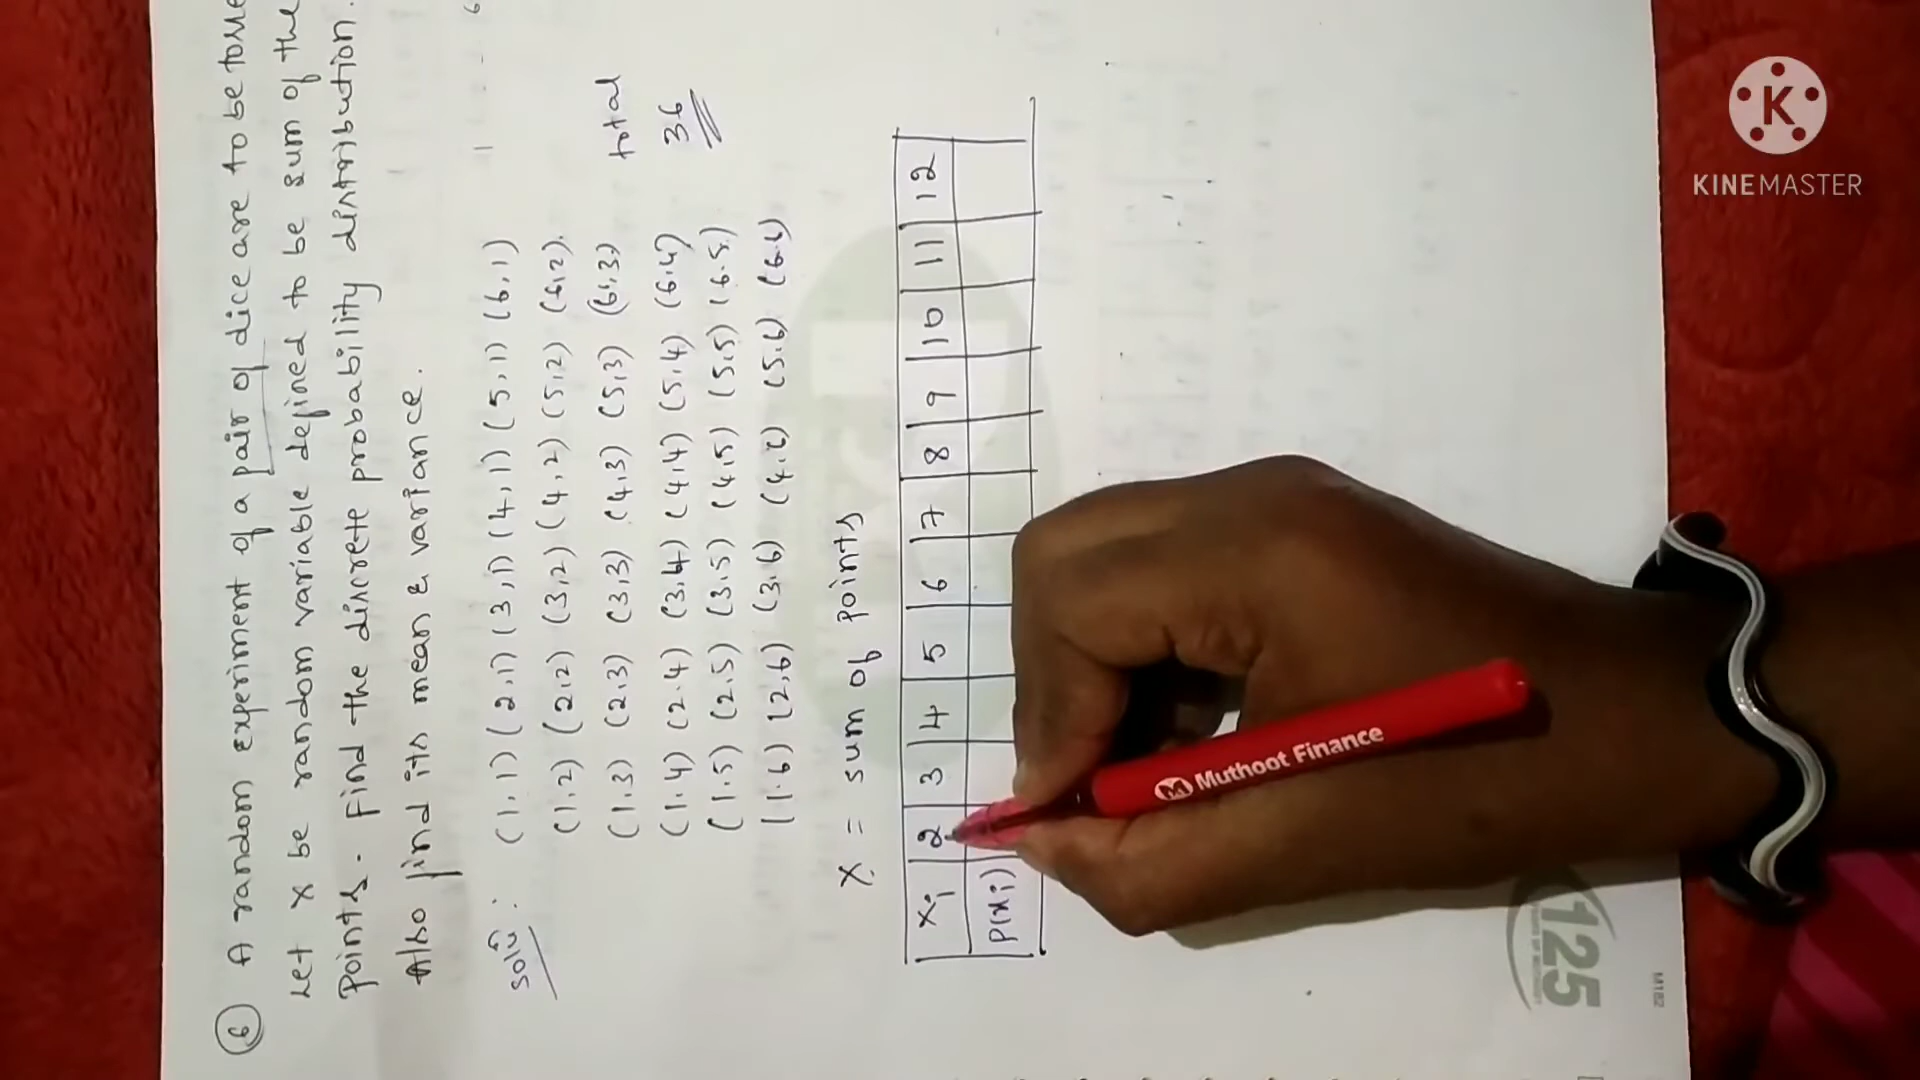 6 A random experiment of a pair of dice are to be
Let x be random variable defined to be sum of the
Points. Find the discrete probability distribution.
Also find its mean & variance.
Soln: (1,1) (2,1) (3,1) (4,1) (5,1) (6,1)
(1,2) (2,2) (3,2) (4,2) (5,2) (6,2)
(1,3) (2,3) (3,3) (4,3) (5,3) (6,3) total
(1,4) (2,4) (3,4) (4,4) (5,4) (6,4) 36
(1,5) (2,5) (3,5) (4,5) (5,5) (6,5)
(1,6) (2,6) (3,6) (4,6) (5,6) (6,6)
X = sum of points
xi 2 3 4 5 6 7 8 9 10 11 12
P(xi)
M Muthoot Finance
125
M182
K
KINEMASTER